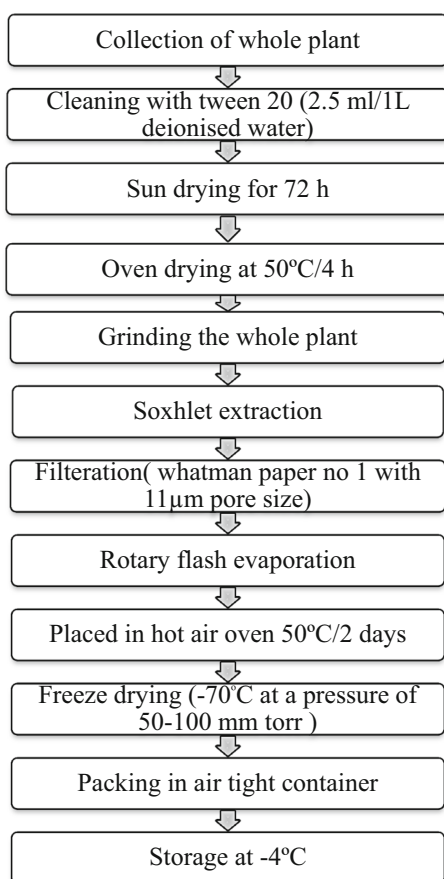 Collection of whole plant
Cleaning with tween 20 (2.5 ml/1L
deionised water)
Sun drying for 72 h
Oven drying at 50ºC/4 h
Grinding the whole plant
Soxhlet extraction
Filteration( whatman paper no 1 with
11µm pore size)
Rotary flash evaporation
Placed in hot air oven 50ºC/2 days
Freeze drying (-70ºC at a pressure of
50-100 mm torr )
Packing in air tight container
Storage at -4ºC